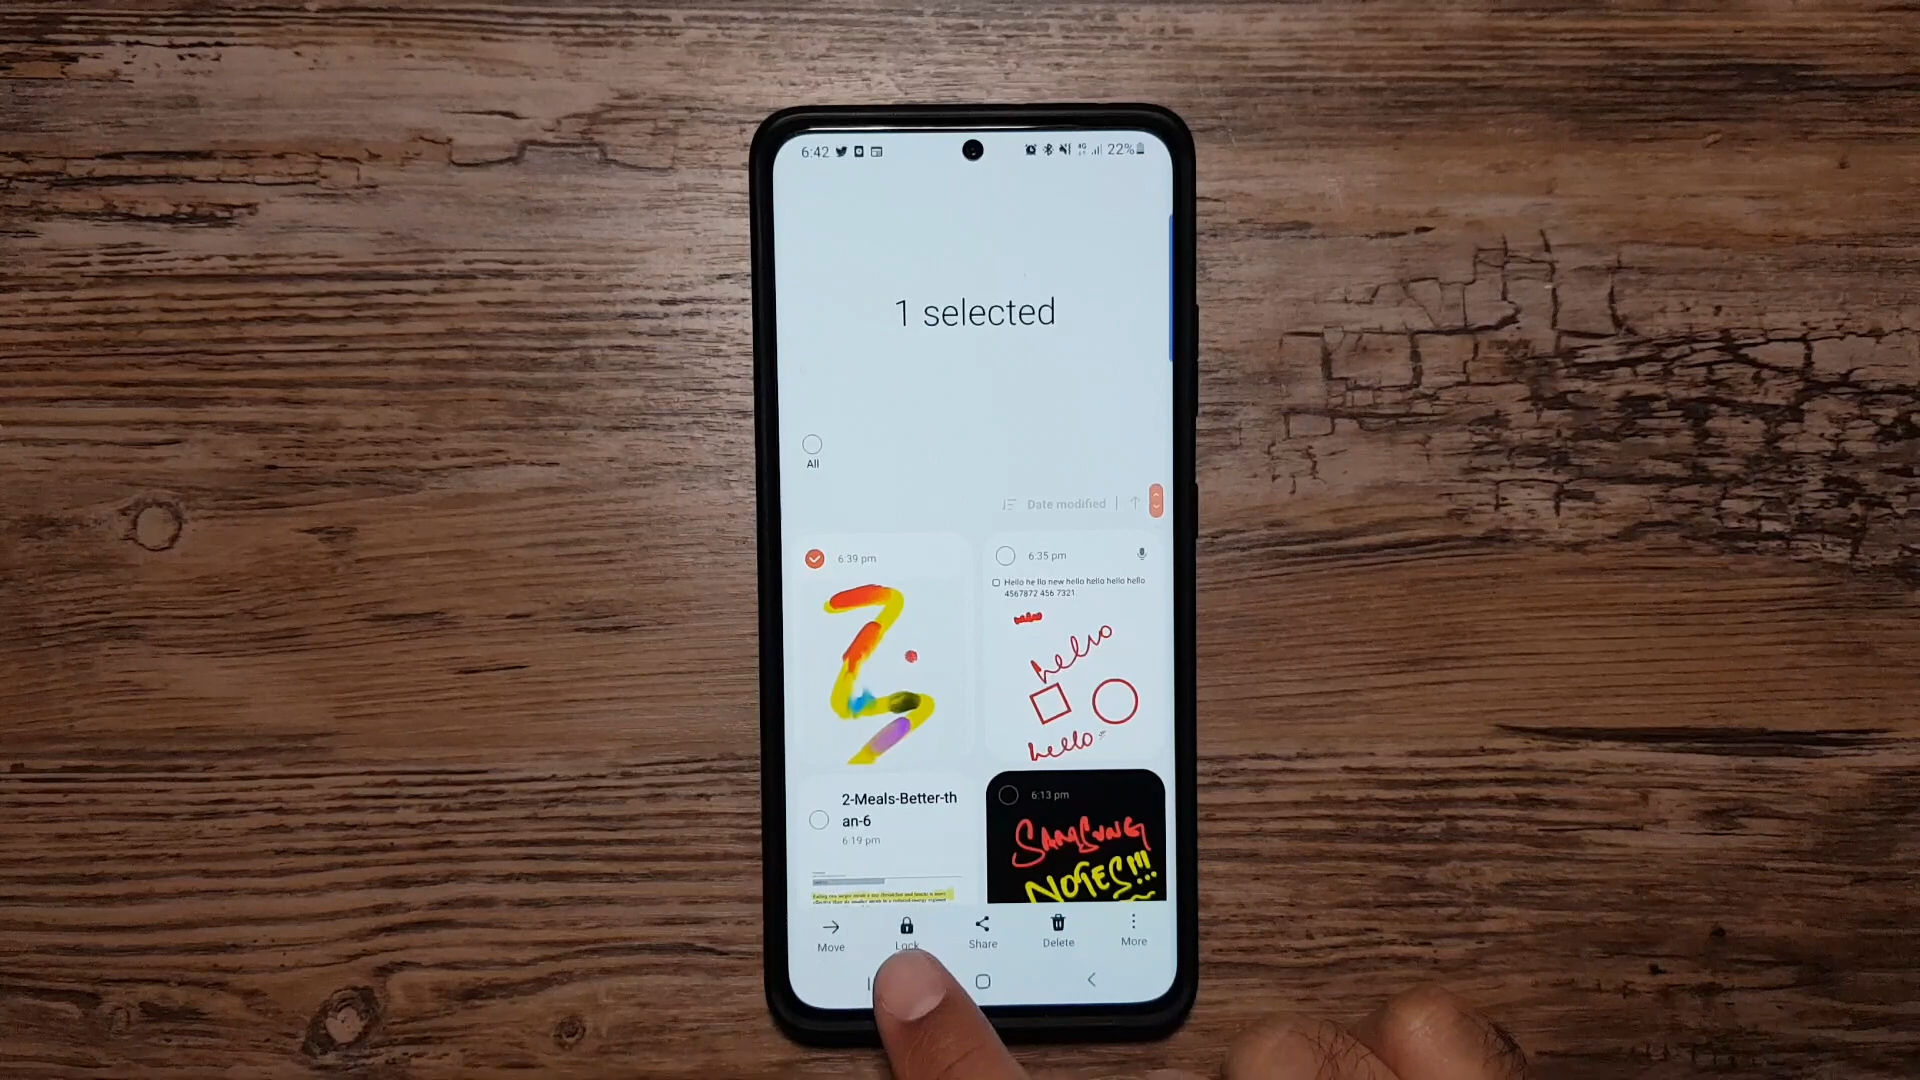 6:42
4G 22%
1 selected
All
Date modified
6:39 pm
6:35 pm
Hello he llo new hello hello hello hello
4567872 456 7321
hello
hello
2-Meals-Better-th
an-6
6:19 pm
6:13 pm
SAMSUNG
NOTES!!!
Move
Lock
Share
Delete
More